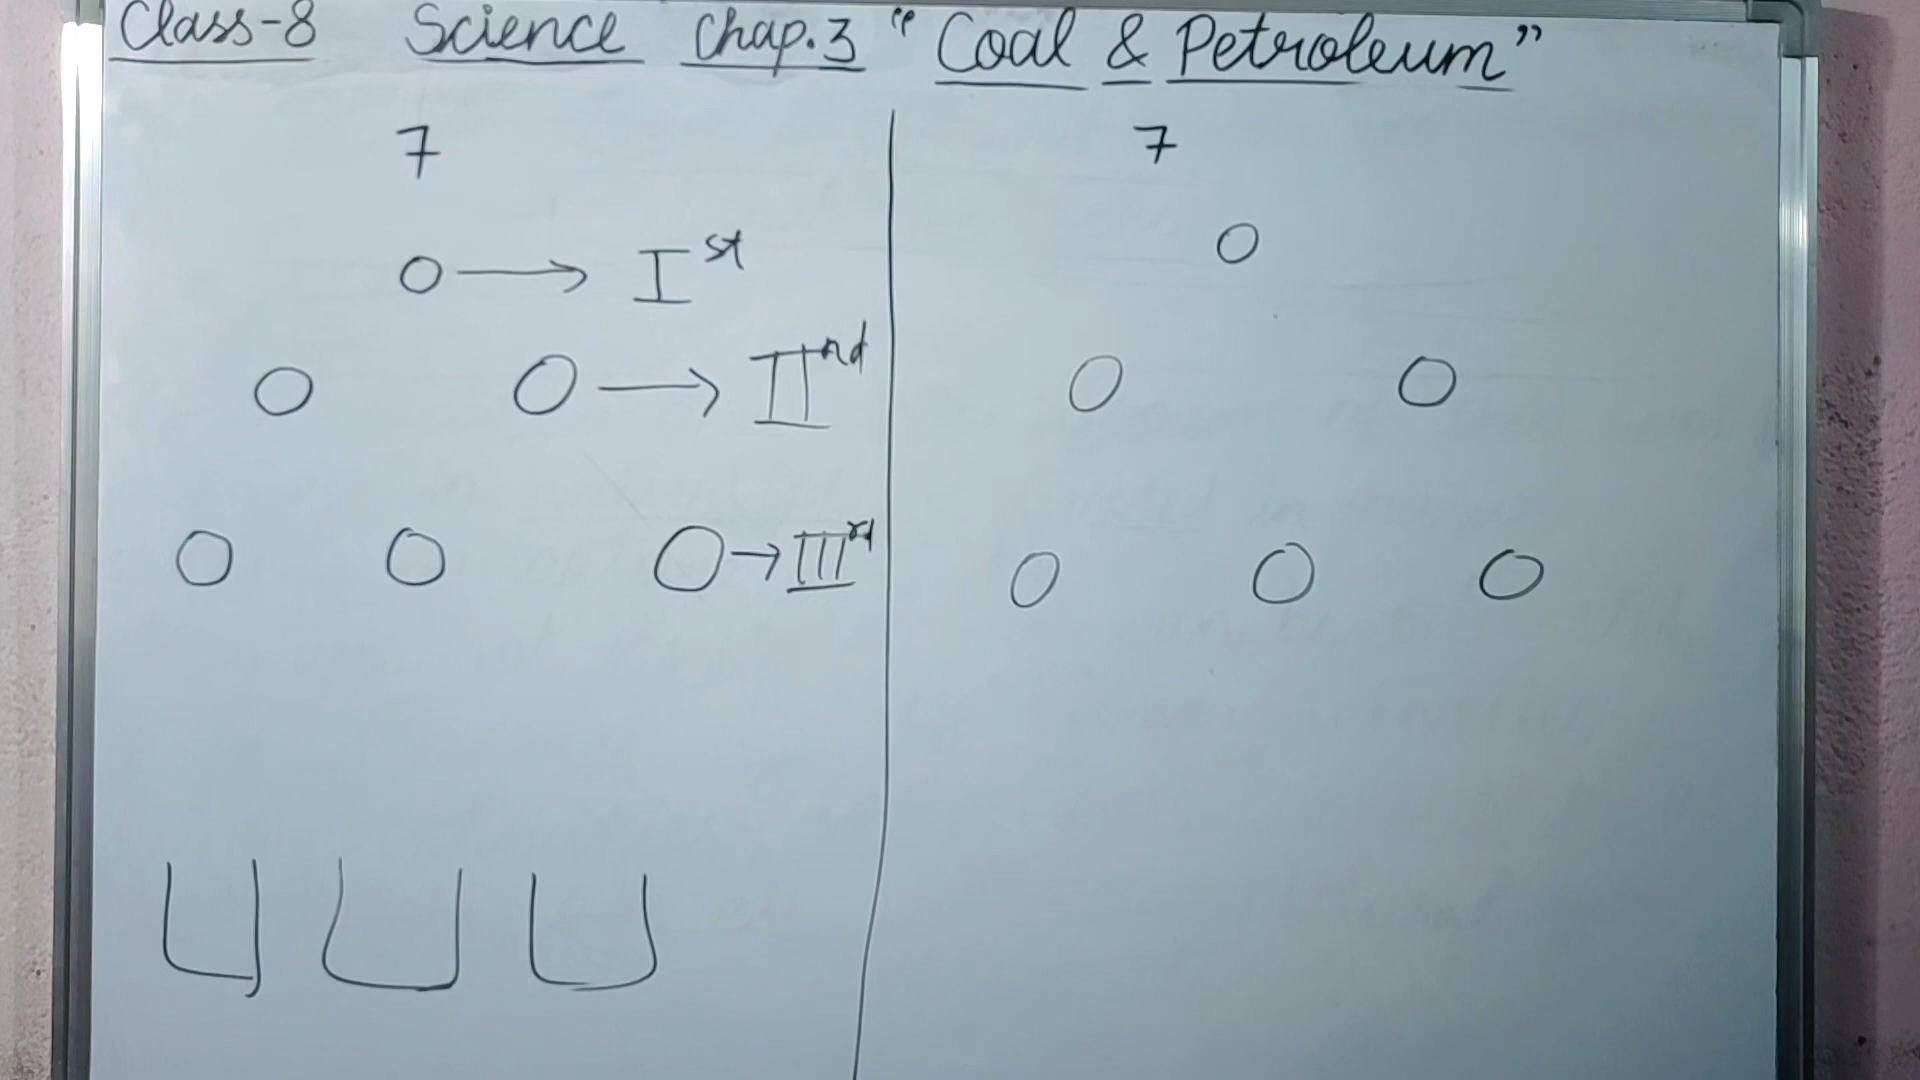 Class-8 Science Chap.3 "Coal & Petroleum"
7
7
Ist
IInd
IIIrd